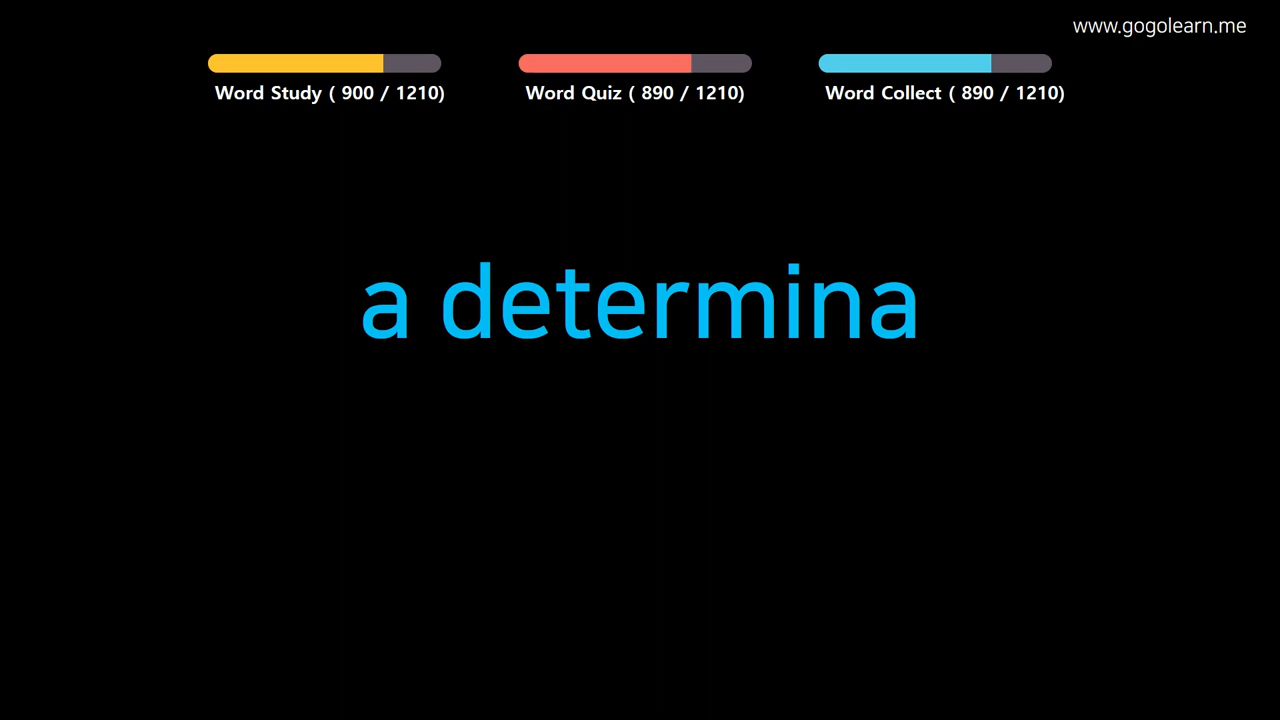 www.gogolearn.me
Word Study ( 900 / 1210)
Word Quiz ( 890 / 1210)
Word Collect ( 890 / 1210)
a determina